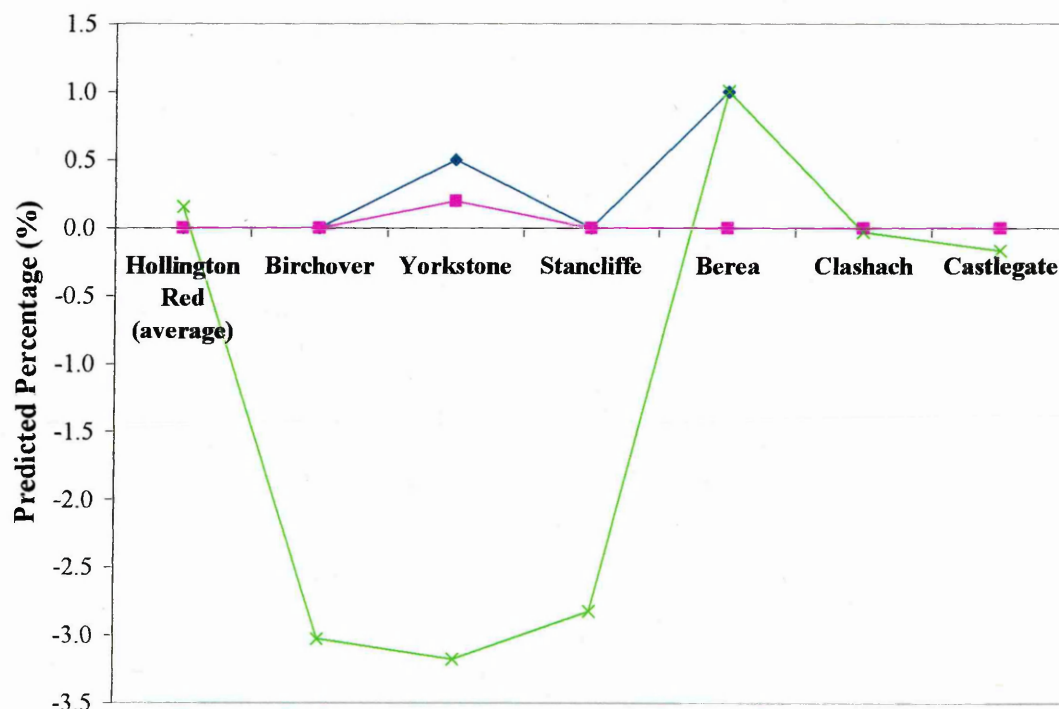 1.5
1.0
0.5
0.0
-0.5
-1.0
-1.5
-2.0
-2.5
-3.0
-3.5
Predicted Percentage (%)
Hollington Red (average)
Birchover
Yorkstone
Stancliffe
Berea
Clashach
Castlegate